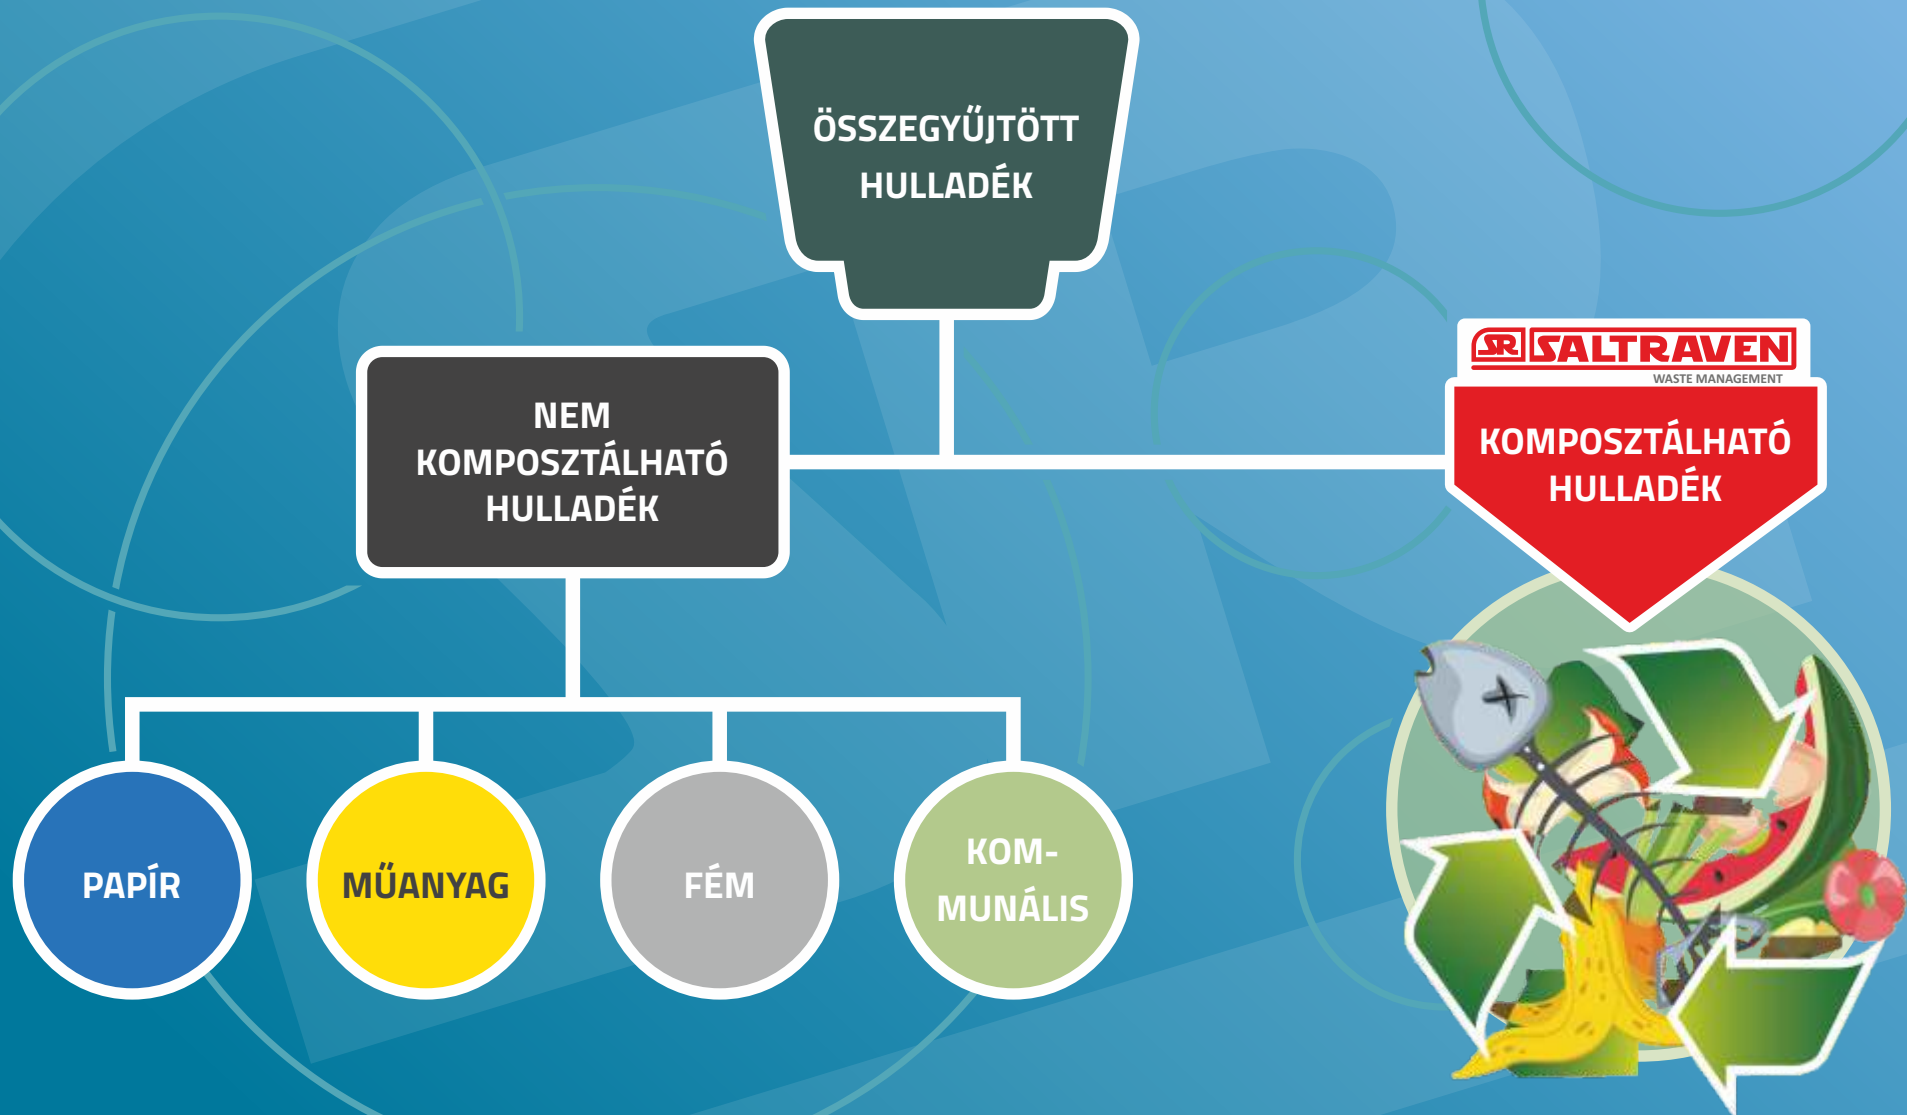 ÖSSZEGYŰJTÖTT
HULLADÉK
NEM
KOMPOSZTÁLHATÓ
HULLADÉK
SR SALTRAVEN
WASTE MANAGEMENT
KOMPOSZTÁLHATÓ
HULLADÉK
PAPÍR
MŰANYAG
FÉM
KOM-
MUNÁLIS